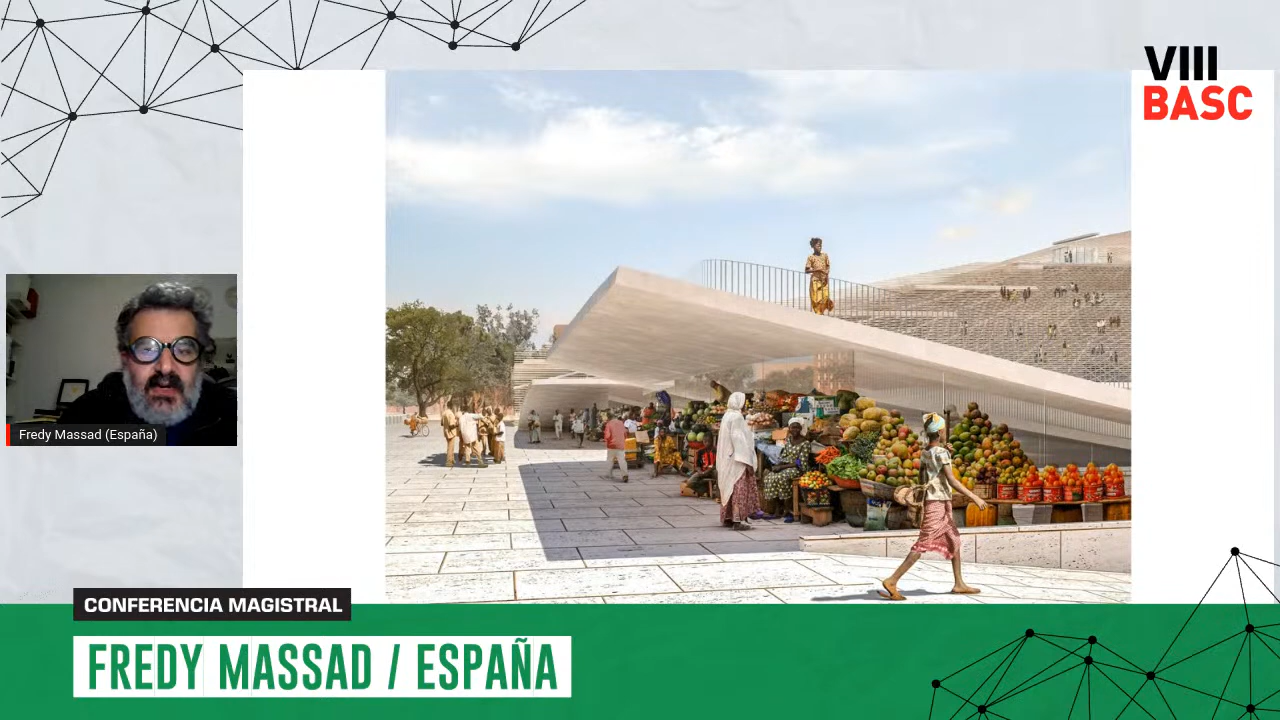 VIII
BASC
Fredy Massad (España)
CONFERENCIA MAGISTRAL
FREDY MASSAD / ESPAÑA